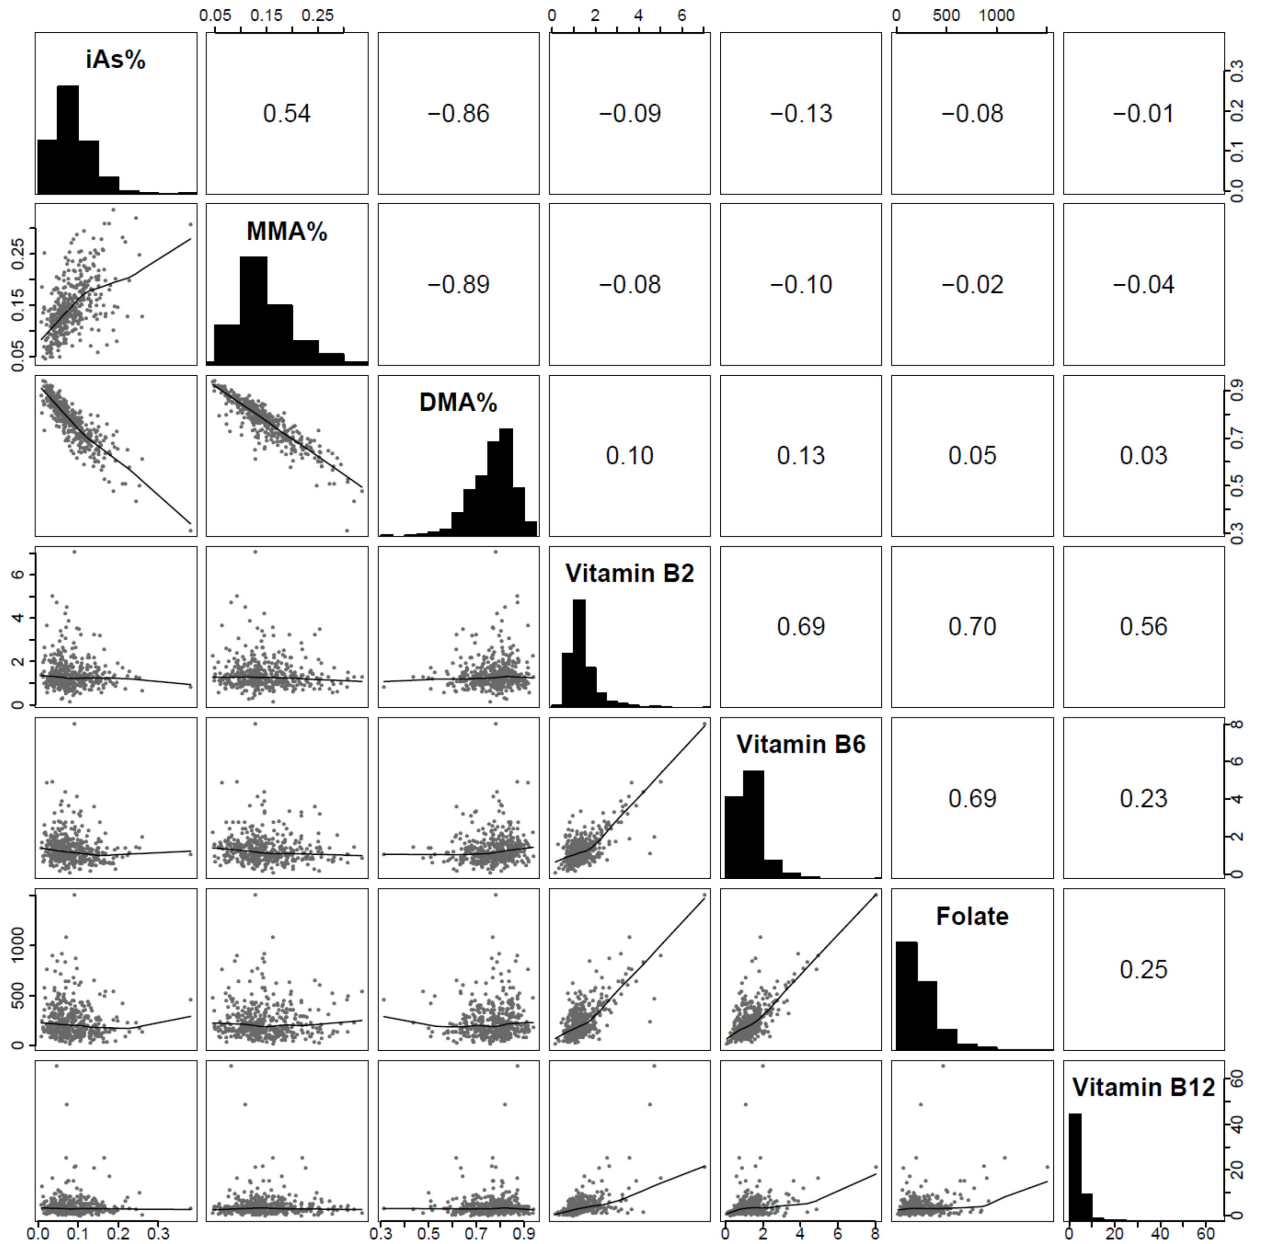 0.05 0.15 0.25 0 2 4 6 0 500 1000
iAs%
0.54 −0.86 −0.09 −0.13 −0.08 −0.01
0.0 0.1 0.2 0.3
0.05 0.15 0.25
MMA%
−0.89 −0.08 −0.10 −0.02 −0.04
DMA%
0.10 0.13 0.05 0.03
0.3 0.5 0.7 0.9
0 2 4 6
Vitamin B2
0.69 0.70 0.56
Vitamin B6
0.69 0.23
0 2 4 6 8
0 500 1000
Folate
0.25
Vitamin B12
0 20 40 60
0.0 0.1 0.2 0.3 0.3 0.5 0.7 0.9 0 2 4 6 8 0 20 40 60